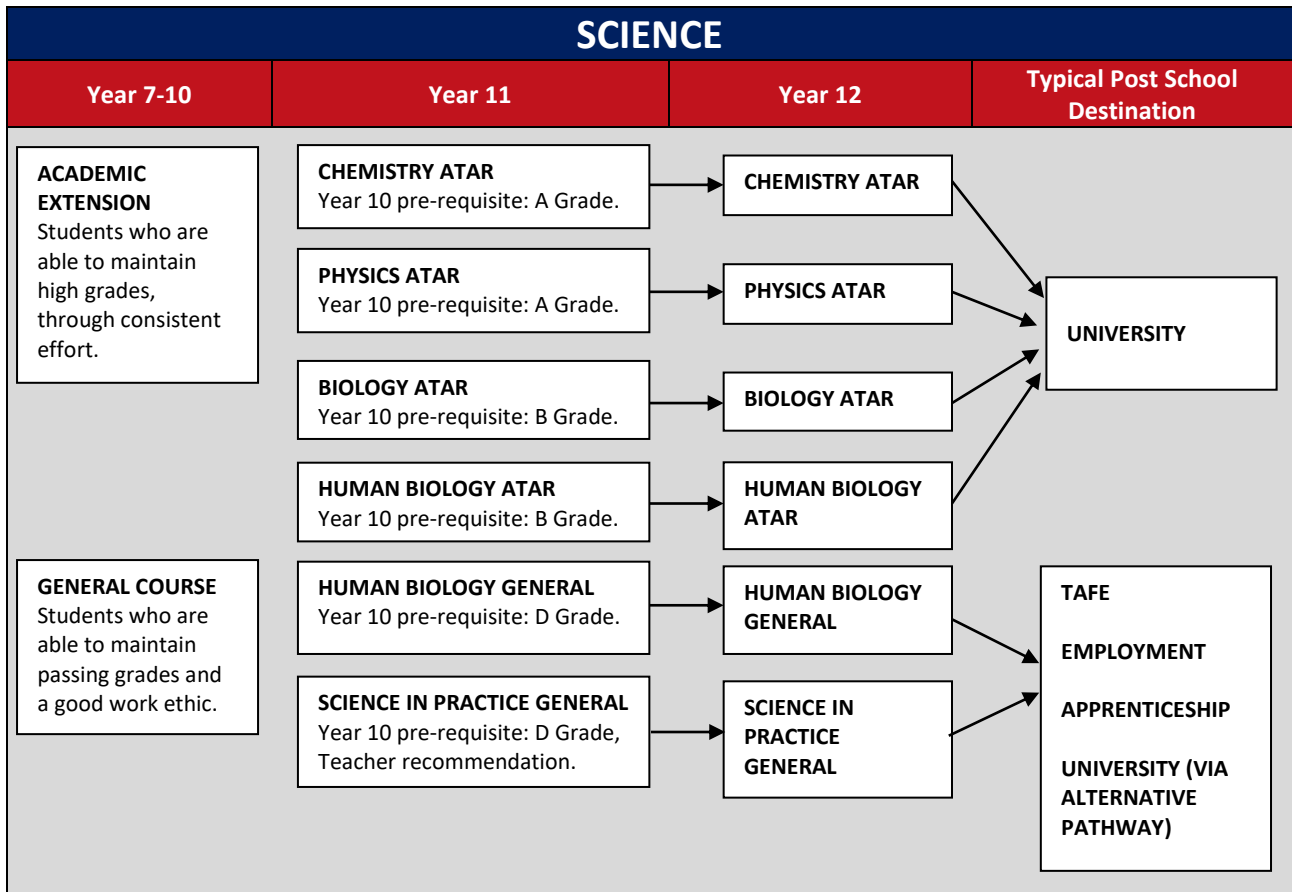 SCIENCE
Year 7-10
Year 11
Year 12
Typical Post School
Destination
ACADEMIC
EXTENSION
Students who are
able to maintain
high grades,
through consistent
effort.
GENERAL COURSE
Students who are
able to maintain
passing grades and
a good work ethic.
CHEMISTRY ATAR
Year 10 pre-requisite: A Grade.
PHYSICS ATAR
Year 10 pre-requisite: A Grade.
BIOLOGY ATAR
Year 10 pre-requisite: B Grade.
HUMAN BIOLOGY ATAR
Year 10 pre-requisite: B Grade.
HUMAN BIOLOGY GENERAL
Year 10 pre-requisite: D Grade.
SCIENCE IN PRACTICE GENERAL
Year 10 pre-requisite: D Grade,
Teacher recommendation.
CHEMISTRY ATAR
PHYSICS ATAR
BIOLOGY ATAR
HUMAN BIOLOGY
ATAR
HUMAN BIOLOGY
GENERAL
SCIENCE IN
PRACTICE
GENERAL
UNIVERSITY
TAFE
EMPLOYMENT
APPRENTICESHIP
UNIVERSITY (VIA
ALTERNATIVE
PATHWAY)